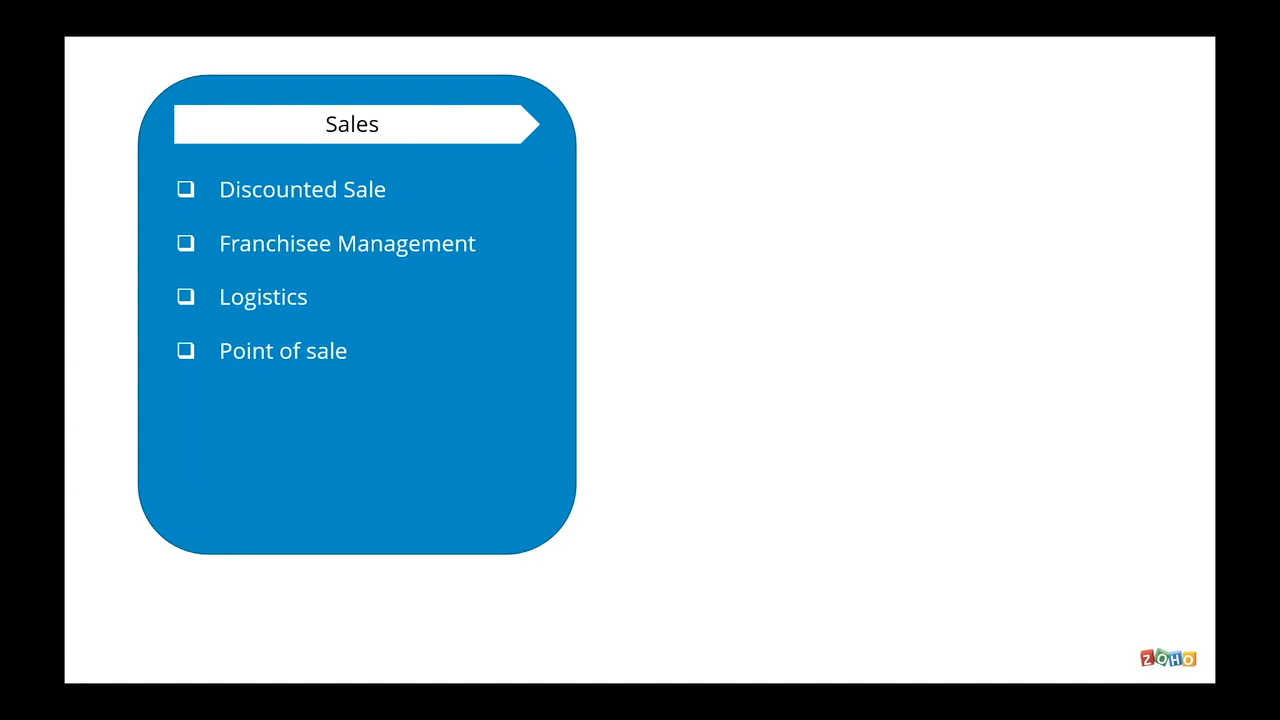 Sales
Discounted Sale
Franchisee Management
Logistics
Point of sale
ZOHO